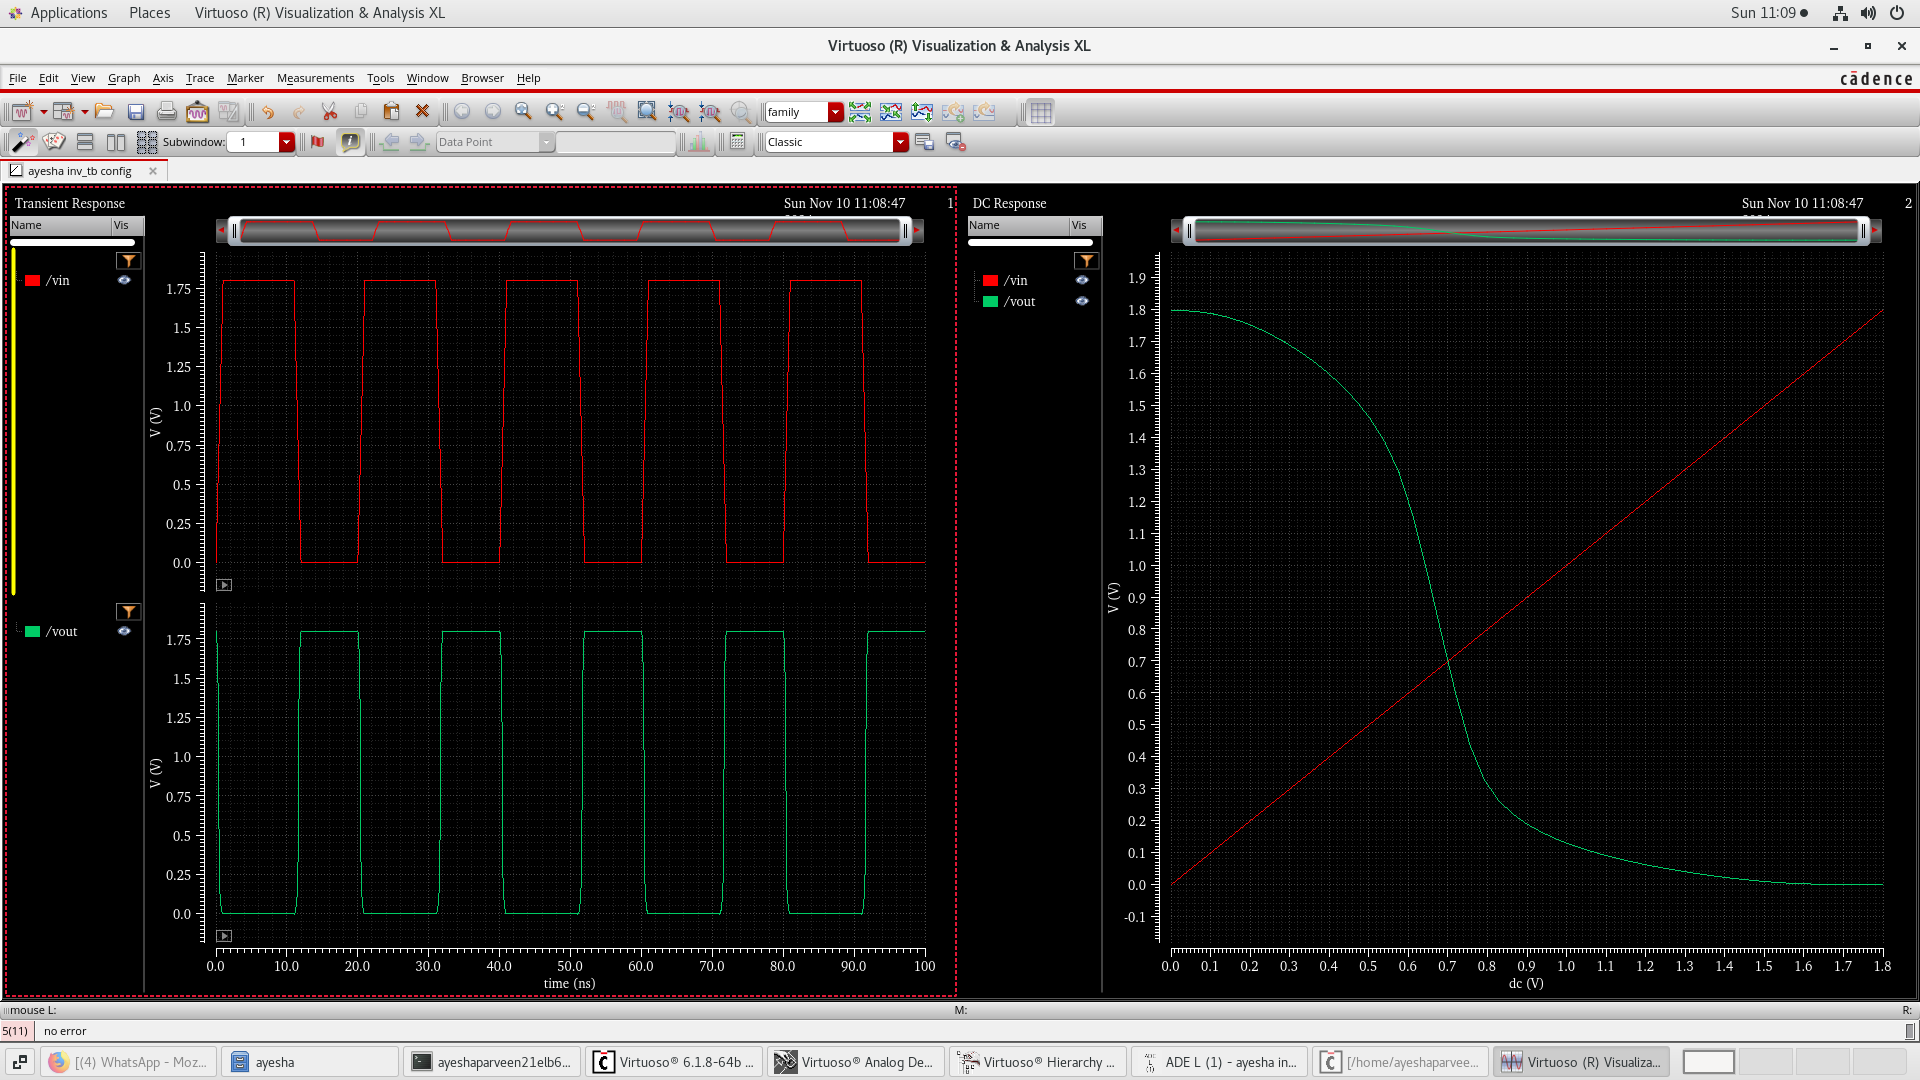 Applications Places Virtuoso (R) Visualization & Analysis XL Sun 11:09
Virtuoso (R) Visualization & Analysis XL
File Edit View Graph Axis Trace Marker Measurements Tools Window Browser Help cādence
family
Subwindow: 1 Data Point Classic
ayesha inv_tb config
Transient Response Sun Nov 10 11:08:47 1
Name Vis
/vin
1.75
1.5
1.25
1.0
0.75
0.5
0.25
0.0
V (V)
/vout
1.75
1.5
1.25
1.0
0.75
0.5
0.25
0.0
V (V)
0.0 10.0 20.0 30.0 40.0 50.0 60.0 70.0 80.0 90.0 100
time (ns)
DC Response Sun Nov 10 11:08:47 2
Name Vis
/vin
/vout
1.9
1.8
1.7
1.6
1.5
1.4
1.3
1.2
1.1
1.0
0.9
0.8
0.7
0.6
0.5
0.4
0.3
0.2
0.1
0.0
-0.1
V (V)
0.0 0.1 0.2 0.3 0.4 0.5 0.6 0.7 0.8 0.9 1.0 1.1 1.2 1.3 1.4 1.5 1.6 1.7 1.8
dc (V)
mouse L: M: R:
5(11) no error
[(4) WhatsApp - Moz... ayesha ayeshaparveen21elb6... Virtuoso® 6.1.8-64b ... Virtuoso® Analog De... Virtuoso® Hierarchy ... ADE L (1) - ayesha in... [/home/ayeshaparvee... Virtuoso (R) Visualiza...